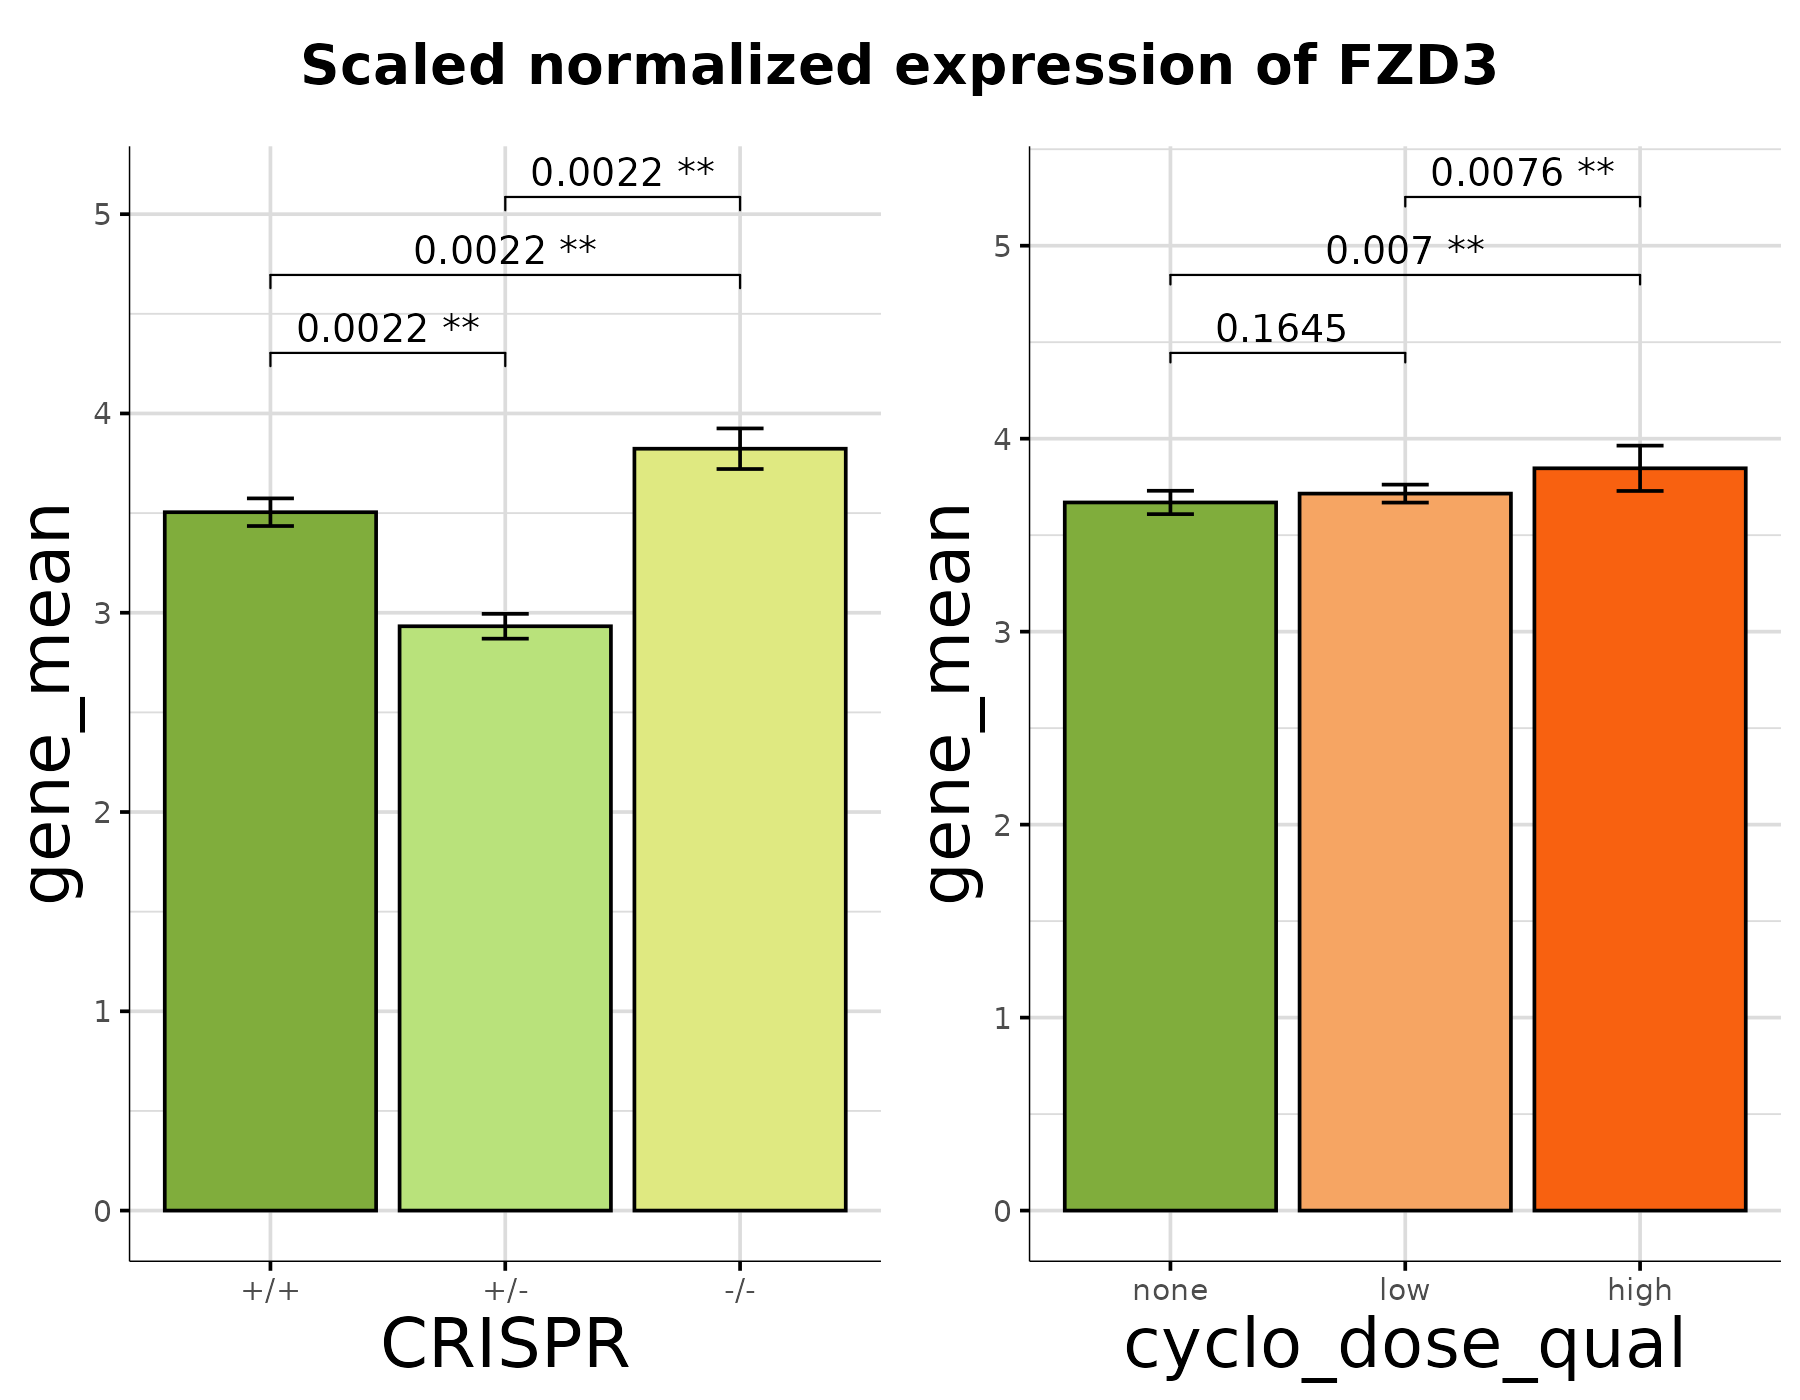 Scaled normalized expression of FZD3
gene_mean
5
4
3
2
1
0
0.0022 **
0.0022 **
0.0022 **
+/+
+/-
-/-
CRISPR
gene_mean
5
4
3
2
1
0
0.0076 **
0.007 **
0.1645
none
low
high
cyclo_dose_qual